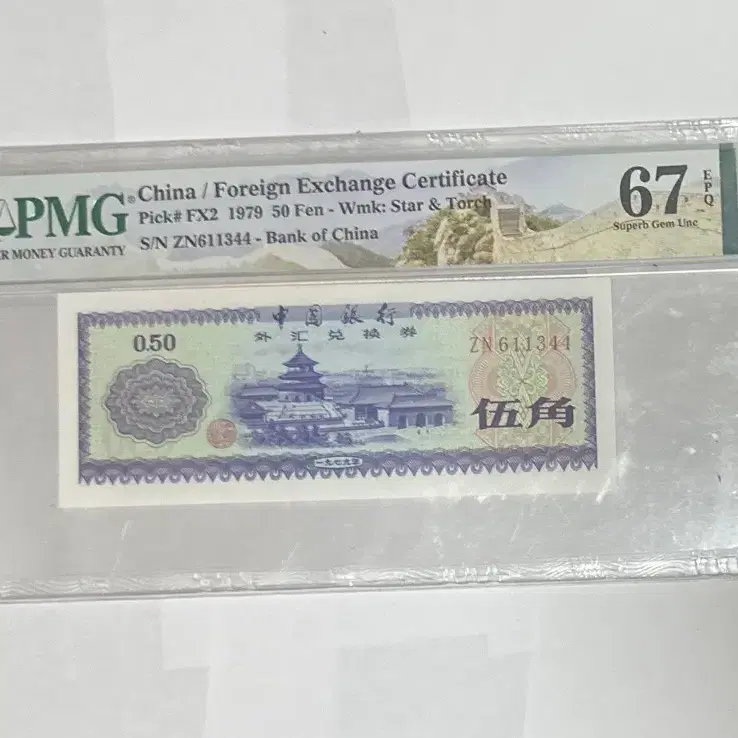 China / Foreign Exchange Certificate
PMG
Pick# FX2 1979 50 Fen - Wmk: Star & Torch
S/N ZN611344 - Bank of China
MONEY GUARANTY
67
EPQ
Superb Gem Unc
中国银行
外汇兑换券
0.50
ZN611344
伍角
一九七九年